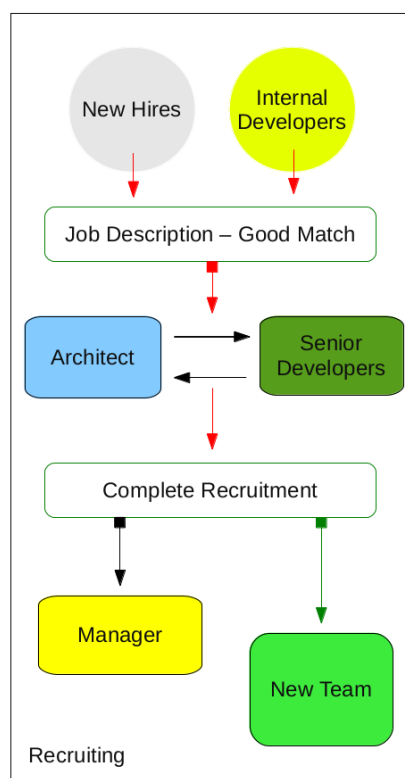 New Hires
Internal
Developers
Job Description – Good Match
Architect
Senior
Developers
Complete Recruitment
Manager
New Team
Recruiting